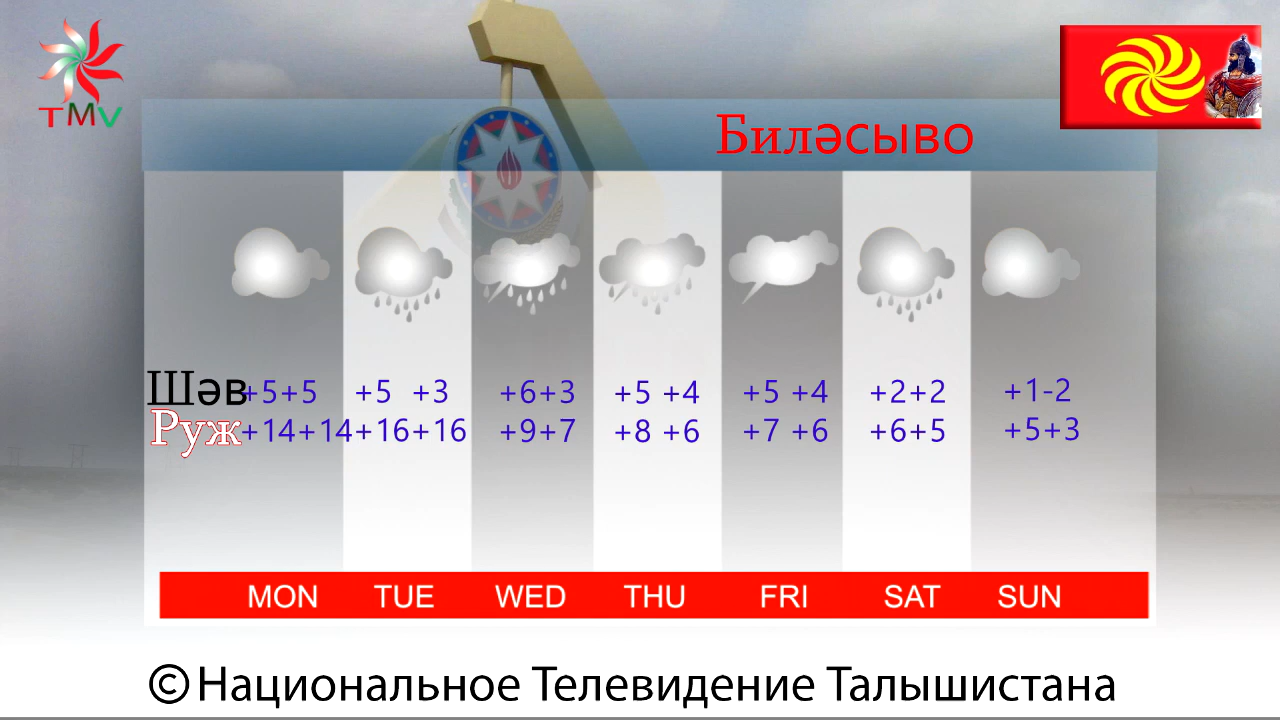 TMV
Биләсыво
Шәв +5+5 +5 +3 +6+3 +5 +4 +5 +4 +2+2 +1-2
Руж +14+14 +16+16 +9+7 +8 +6 +7 +6 +6+5 +5+3
MON TUE WED THU FRI SAT SUN
©Национальное Телевидение Талышистана